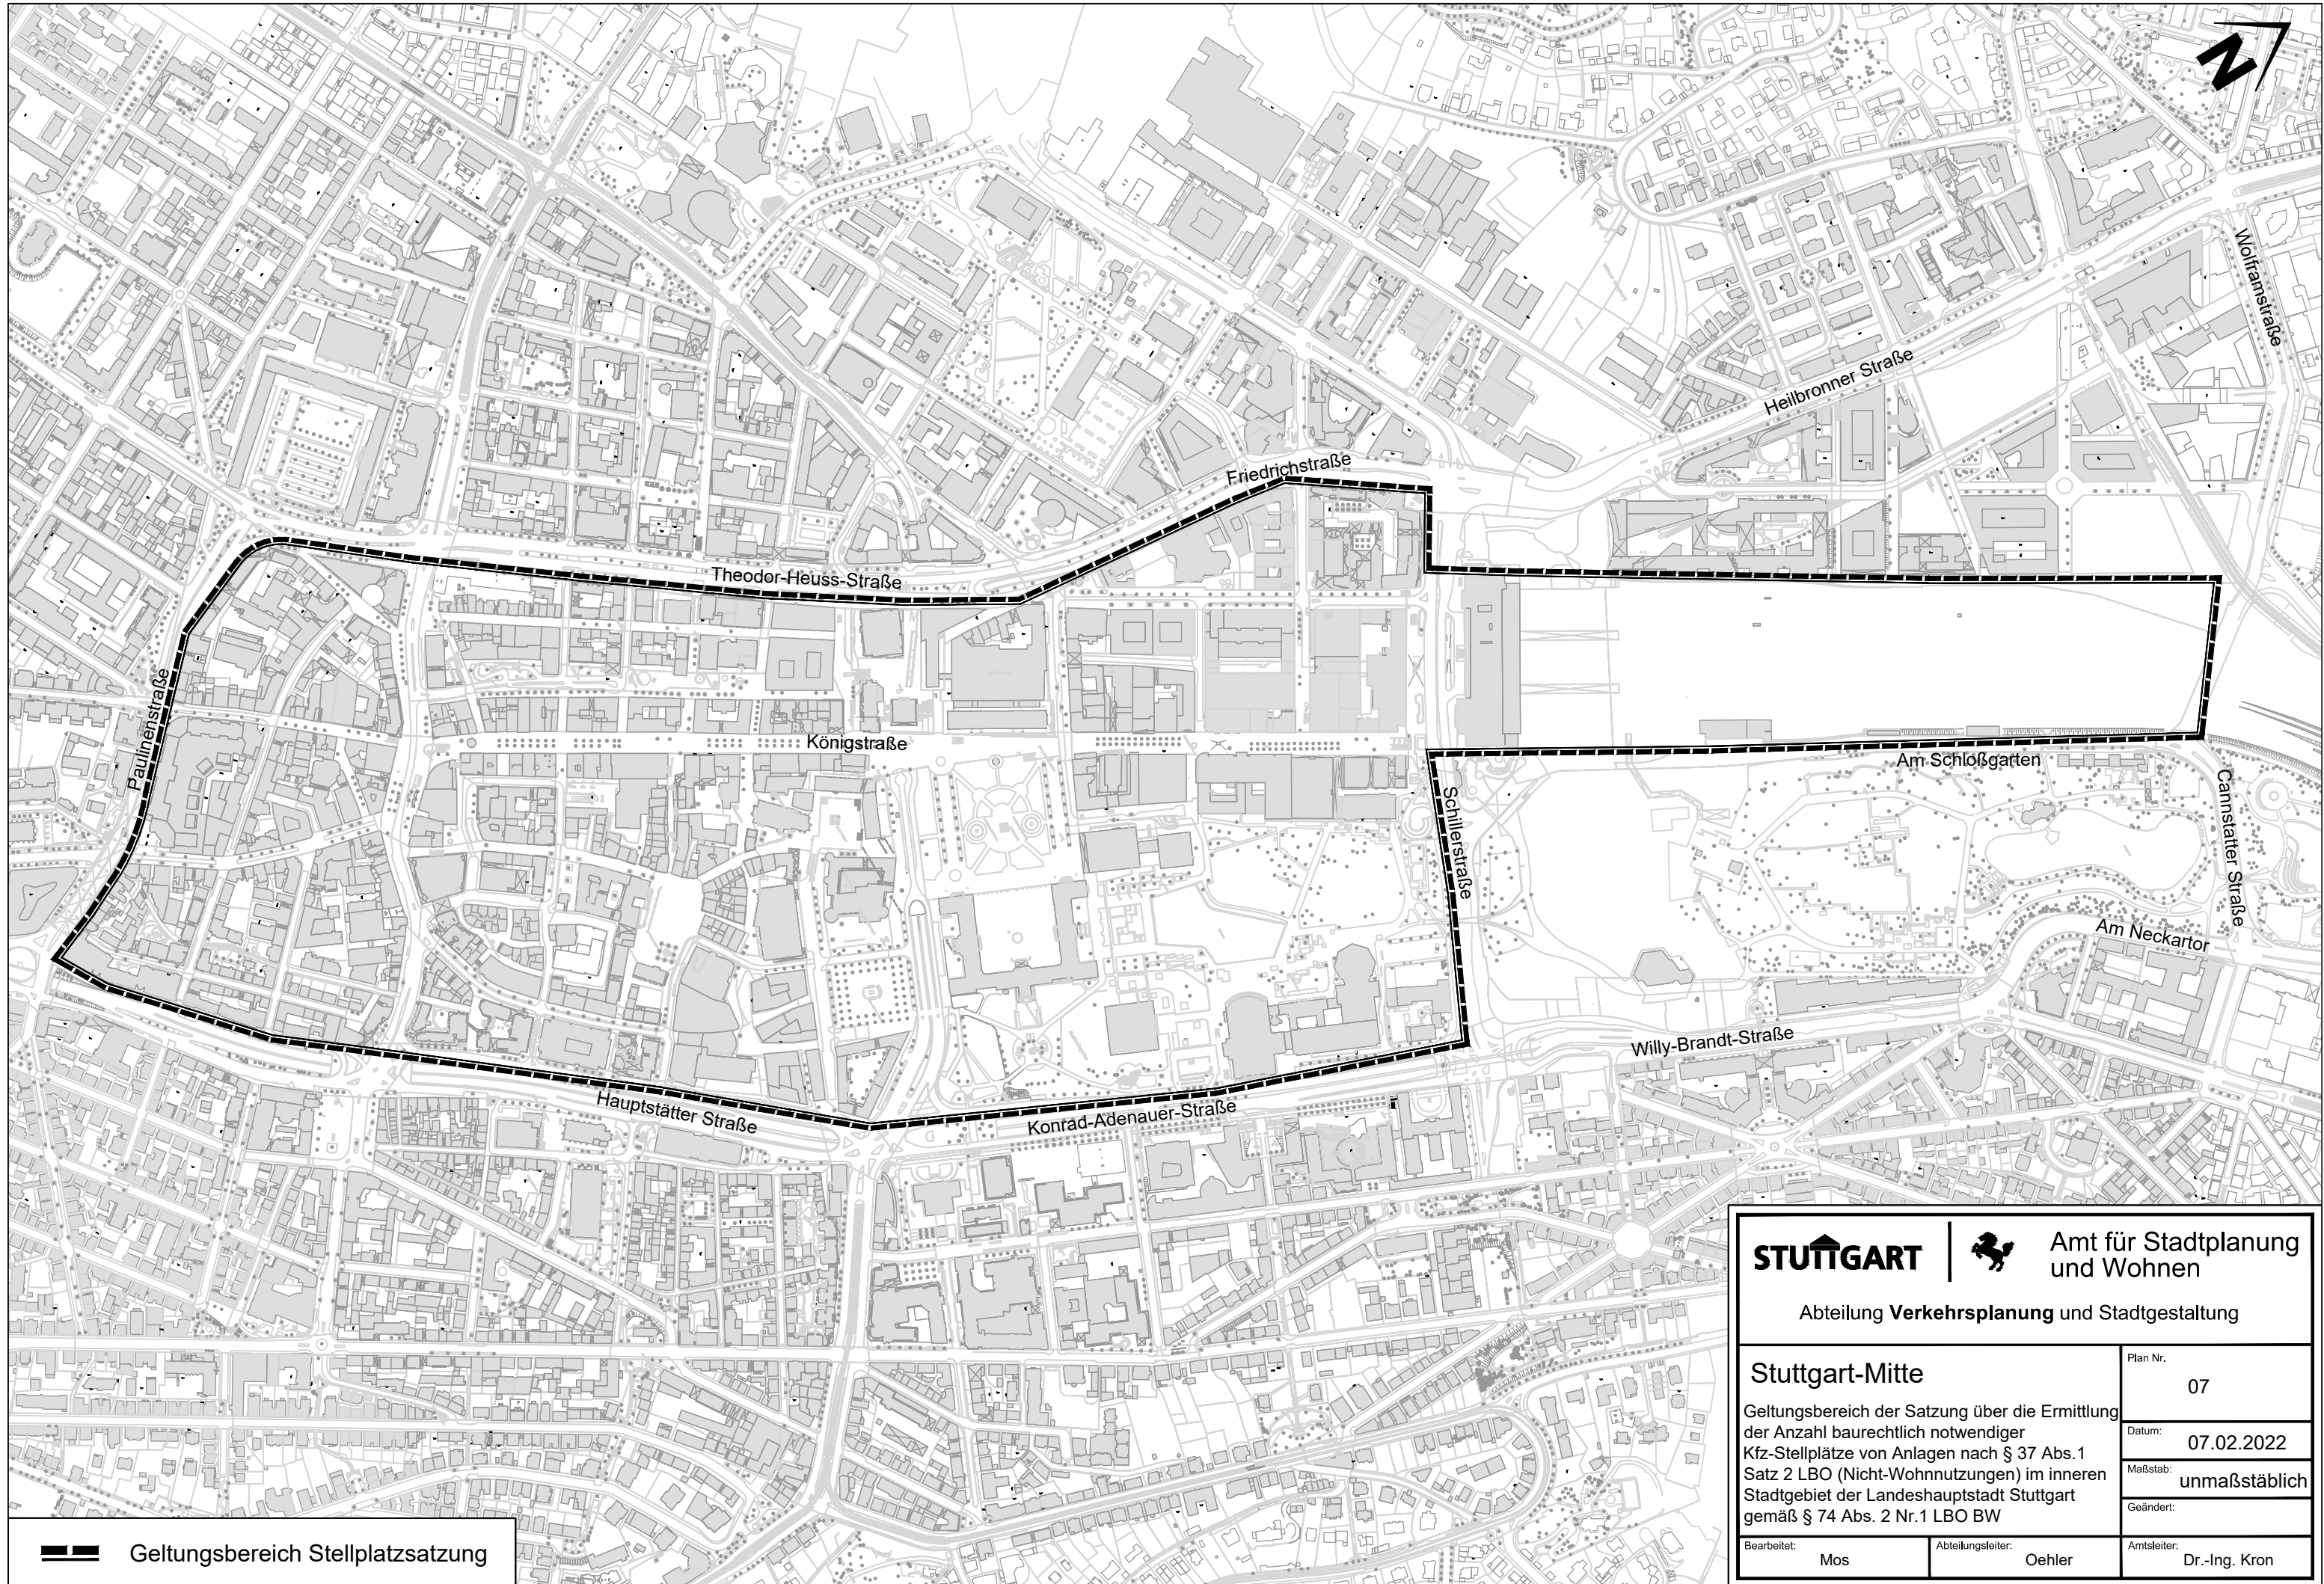 N
Wolframstraße
Heilbronner Straße
Friedrichstraße
Theodor-Heuss-Straße
Paulinenstraße
Königstraße
Am Schloßgarten
Schillerstraße
Cannstatter Straße
Am Neckartor
Willy-Brandt-Straße
Hauptstätter Straße
Konrad-Adenauer-Straße
STUTTGART
Amt für Stadtplanung
und Wohnen
Abteilung Verkehrsplanung und Stadtgestaltung
Stuttgart-Mitte
Geltungsbereich der Satzung über die Ermittlung
der Anzahl baurechtlich notwendiger
Kfz-Stellplätze von Anlagen nach § 37 Abs.1
Satz 2 LBO (Nicht-Wohnnutzungen) im inneren
Stadtgebiet der Landeshauptstadt Stuttgart
gemäß § 74 Abs. 2 Nr.1 LBO BW
Plan Nr.
07
Datum:
07.02.2022
Maßstab:
unmaßstäblich
Geändert:
Bearbeitet:
Mos
Abteilungsleiter:
Oehler
Amtsleiter:
Dr.-Ing. Kron
Geltungsbereich Stellplatzsatzung